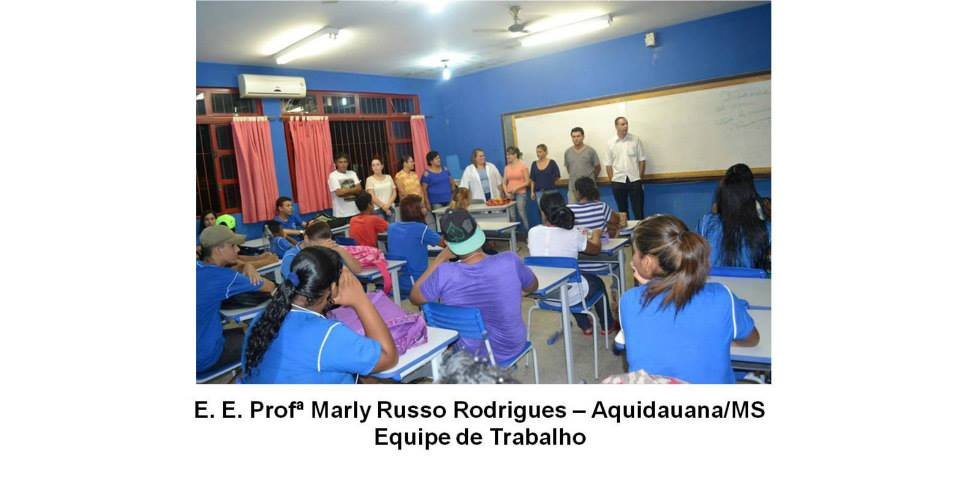 E. E. Profª Marly Russo Rodrigues – Aquidauana/MS
Equipe de Trabalho